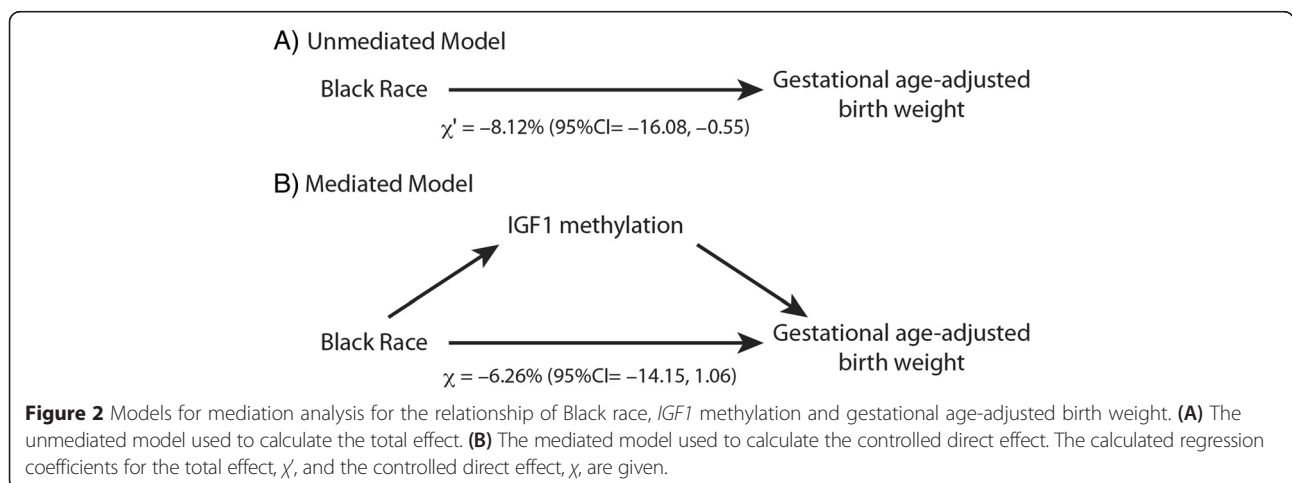 A) Unmediated Model
Black Race
Gestational age-adjusted
birth weight
χ' = –8.12% (95%CI= –16.08, –0.55)
B) Mediated Model
IGF1 methylation
Black Race
Gestational age-adjusted
birth weight
χ = –6.26% (95%CI= –14.15, 1.06)
Figure 2 Models for mediation analysis for the relationship of Black race, IGF1 methylation and gestational age-adjusted birth weight. (A) The
unmediated model used to calculate the total effect. (B) The mediated model used to calculate the controlled direct effect. The calculated regression
coefficients for the total effect, χ′, and the controlled direct effect, χ, are given.